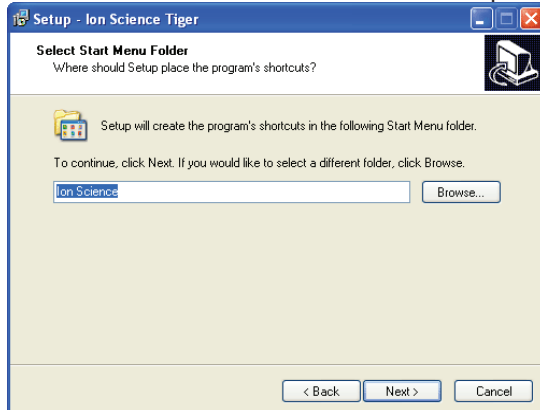 Setup - Ion Science Tiger
Select Start Menu Folder
Where should Setup place the program's shortcuts?
Setup will create the program's shortcuts in the following Start Menu folder.
To continue, click Next. If you would like to select a different folder, click Browse.
Ion Science
Browse...
< Back
Next >
Cancel